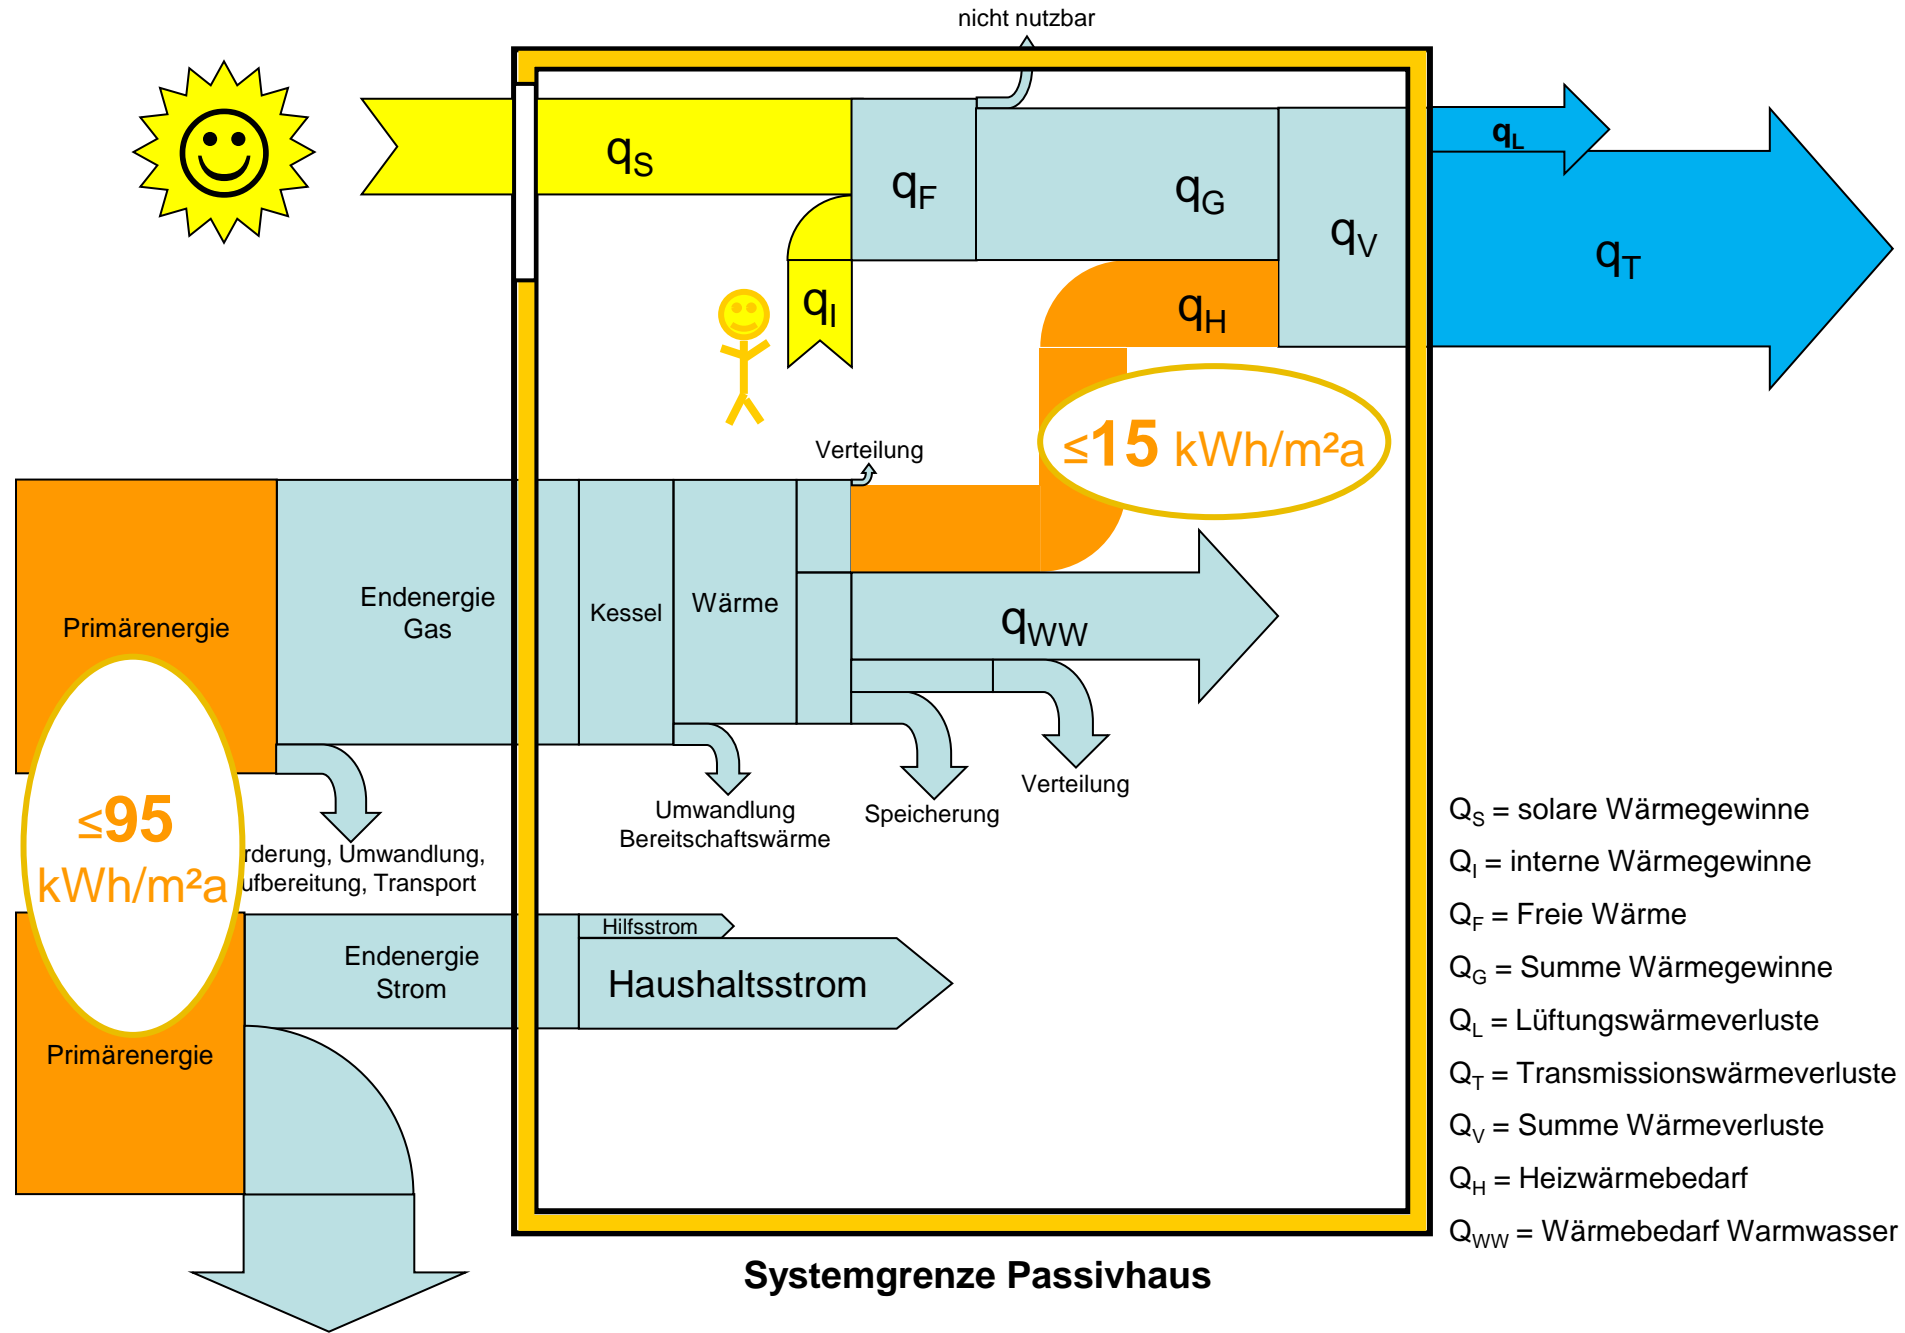 nicht nutzbar
qS
qF
qG
qL
qV
qT
qI
qH
≤15 kWh/m²a
Verteilung
Primärenergie
Endenergie
Gas
Kessel
Wärme
qWW
Verteilung
Umwandlung
Bereitschaftswärme
Speicherung
≤95
kWh/m²a
rderung, Umwandlung,
ufbereitung, Transport
Hilfsstrom
Endenergie
Strom
Haushaltsstrom
Primärenergie
QS = solare Wärmegewinne
QI = interne Wärmegewinne
QF = Freie Wärme
QG = Summe Wärmegewinne
QL = Lüftungswärmeverluste
QT = Transmissionswärmeverluste
QV = Summe Wärmeverluste
QH = Heizwärmebedarf
QWW = Wärmebedarf Warmwasser
Systemgrenze Passivhaus